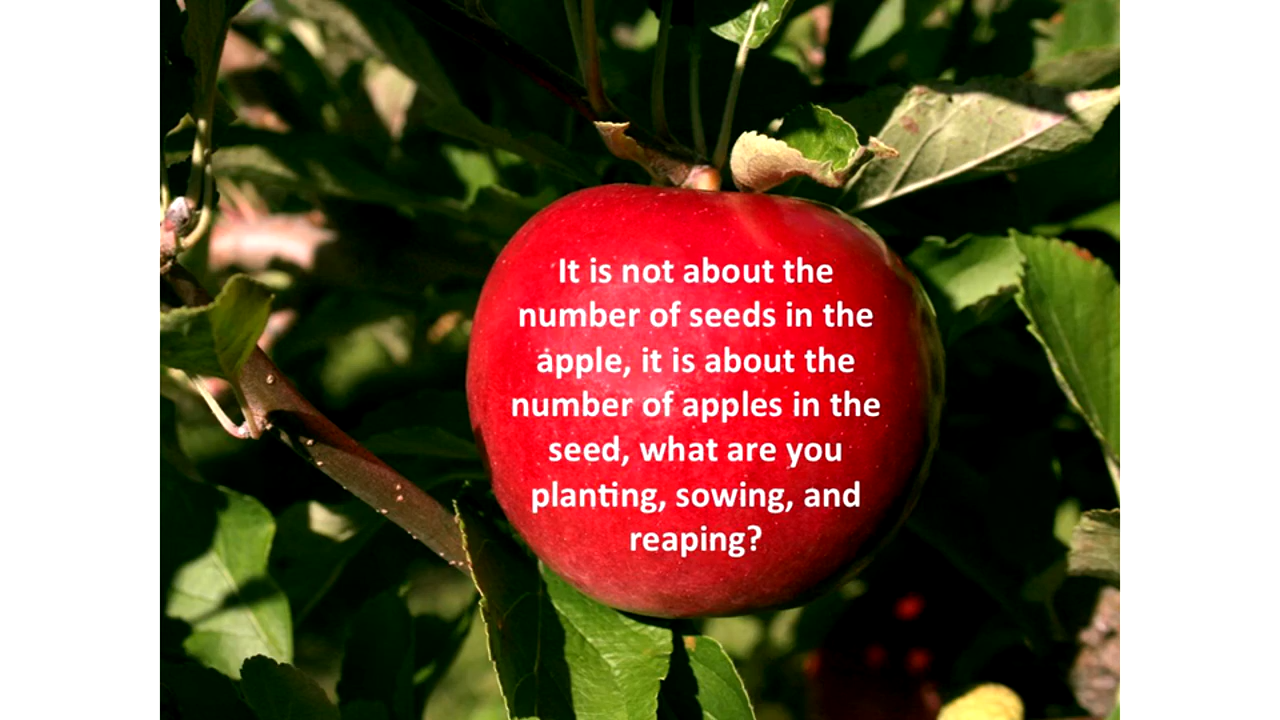 It is not about the
number of seeds in the
apple, it is about the
number of apples in the
seed, what are you
planting, sowing, and
reaping?